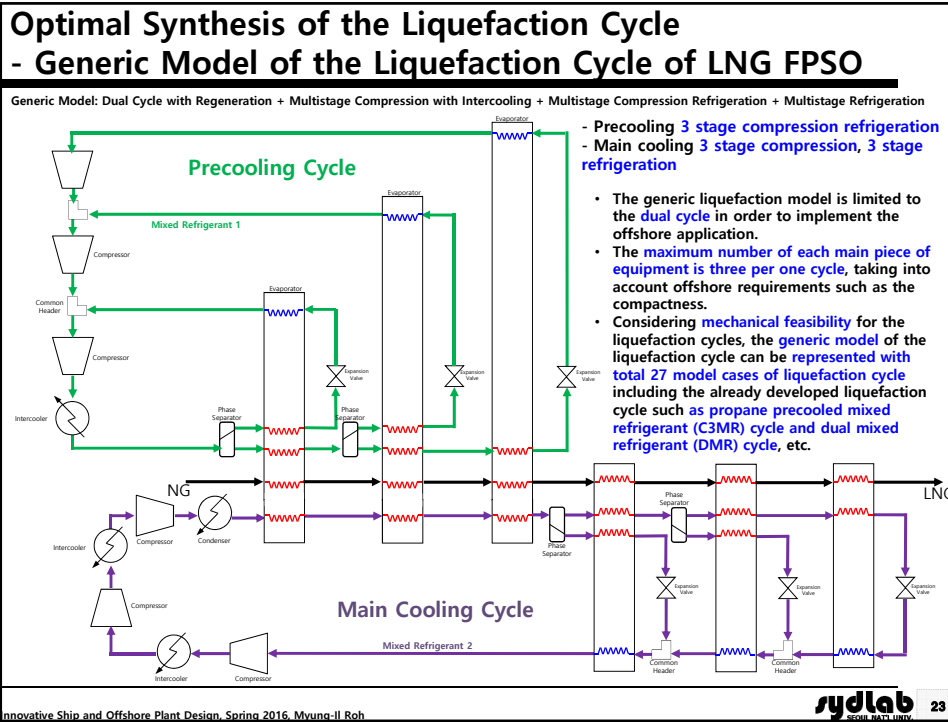 Optimal Synthesis of the Liquefaction Cycle
- Generic Model of the Liquefaction Cycle of LNG FPSO
Generic Model: Dual Cycle with Regeneration + Multistage Compression with Intercooling + Multistage Compression Refrigeration + Multistage Refrigeration
- Precooling 3 stage compression refrigeration
- Main cooling 3 stage compression, 3 stage
refrigeration
• The generic liquefaction model is limited to
the dual cycle in order to implement the
offshore application.
• The maximum number of each main piece of
equipment is three per one cycle, taking into
account offshore requirements such as the
compactness.
• Considering mechanical feasibility for the
liquefaction cycles, the generic model of the
liquefaction cycle can be represented with
total 27 model cases of liquefaction cycle
including the already developed liquefaction
cycle such as propane precooled mixed
refrigerant (C3MR) cycle and dual mixed
refrigerant (DMR) cycle, etc.
Evaporator
Precooling Cycle
Evaporator
Mixed Refrigerant 1
Compressor
Evaporator
Common
Header
Compressor
Expansion
Valve
Expansion
Valve
Expansion
Valve
Intercooler
Phase
Separator
Phase
Separator
NG
LNG
Phase
Separator
Compressor
Condenser
Intercooler
Phase
Separator
Expansion
Valve
Expansion
Valve
Expansion
Valve
Compressor
Main Cooling Cycle
Mixed Refrigerant 2
Common
Header
Common
Header
Intercooler
Compressor
Innovative Ship and Offshore Plant Design, Spring 2016, Myung-Il Roh
sydlab
SEOUL NAT'L UNIV.
23